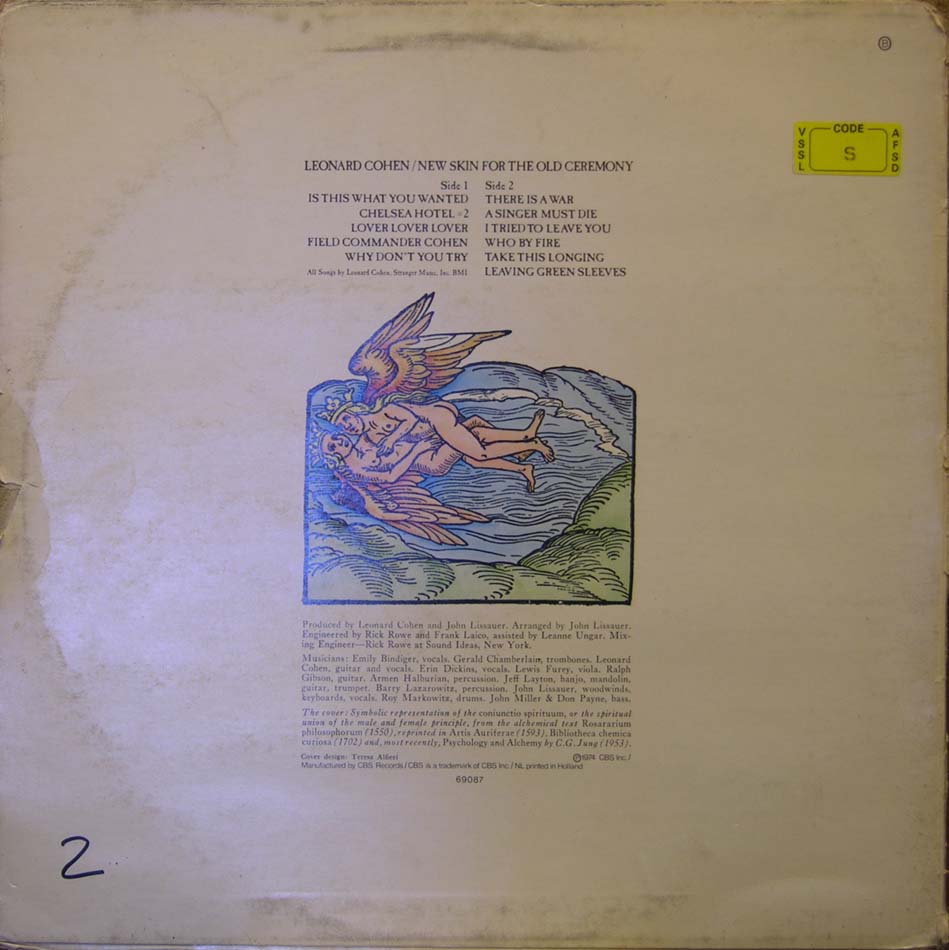 B
VSSL CODE AFSD
S
LEONARD COHEN/NEW SKIN FOR THE OLD CEREMONY
Side 1
IS THIS WHAT YOU WANTED
CHELSEA HOTEL #2
LOVER LOVER LOVER
FIELD COMMANDER COHEN
WHY DON'T YOU TRY
All Songs by Leonard Cohen, Stranger Music, Inc. BMI
Side 2
THERE IS A WAR
A SINGER MUST DIE
I TRIED TO LEAVE YOU
WHO BY FIRE
TAKE THIS LONGING
LEAVING GREEN SLEEVES
Produced by Leonard Cohen and John Lissauer. Arranged by John Lissauer.
Engineered by Rick Rowe and Frank Laico, assisted by Leanne Ungar. Mix-
ing Engineer—Rick Rowe at Sound Ideas, New York.
Musicians: Emily Bindiger, vocals. Gerald Chamberlain, trombones. Leonard
Cohen, guitar and vocals. Erin Dickins, vocals. Lewis Furey, viola. Ralph
Gibson, guitar. Armen Halburian, percussion. Jeff Layton, banjo, mandolin,
guitar, trumpet. Barry Lazarowitz, percussion. John Lissauer, woodwinds,
keyboards, vocals. Roy Markowitz, drums. John Miller & Don Payne, bass.
The cover: Symbolic representation of the coniunctio spirituum, or the spiritual
union of the male and female principle, from the alchemical text Rosarium
philosophorum (1550), reprinted in Artis Auriferae (1593), Bibliotheca chemica
curiosa (1702) and, most recently, Psychology and Alchemy by C.G. Jung (1953).
Cover design: Teresa Alfieri
℗ 1974 CBS Inc./
Manufactured by CBS Records/CBS is a trademark of CBS Inc./NL printed in Holland
69087
2